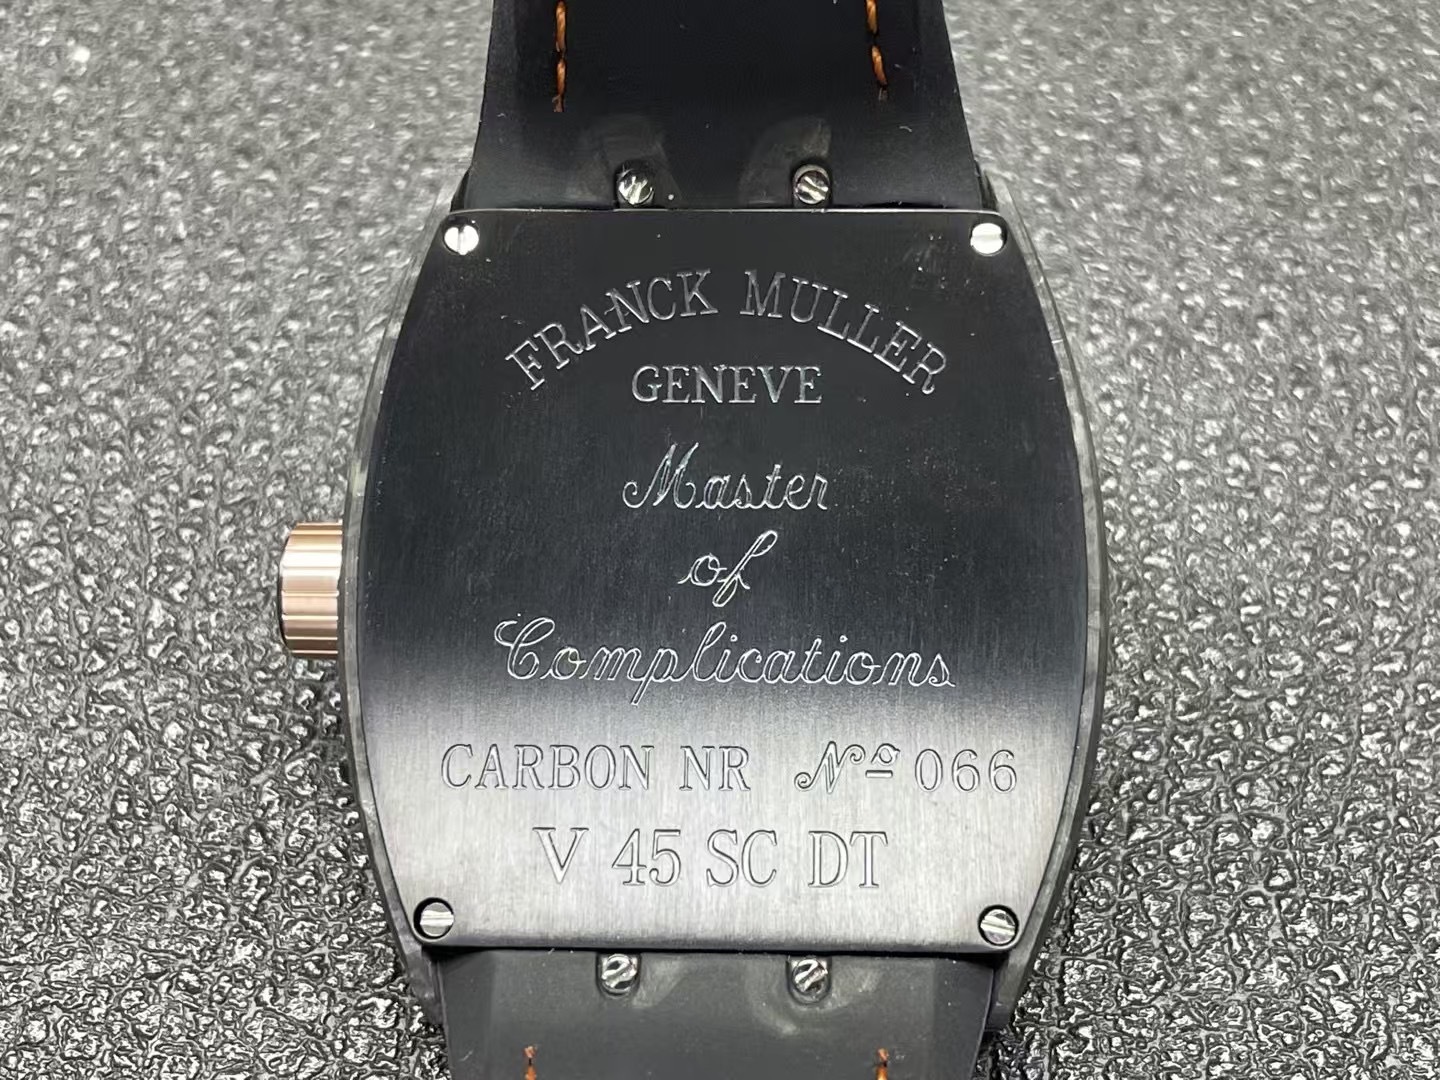 FRANCK MULLER
GENEVE
Master
of
Complications
CARBON NR Nº 066
V 45 SC DT